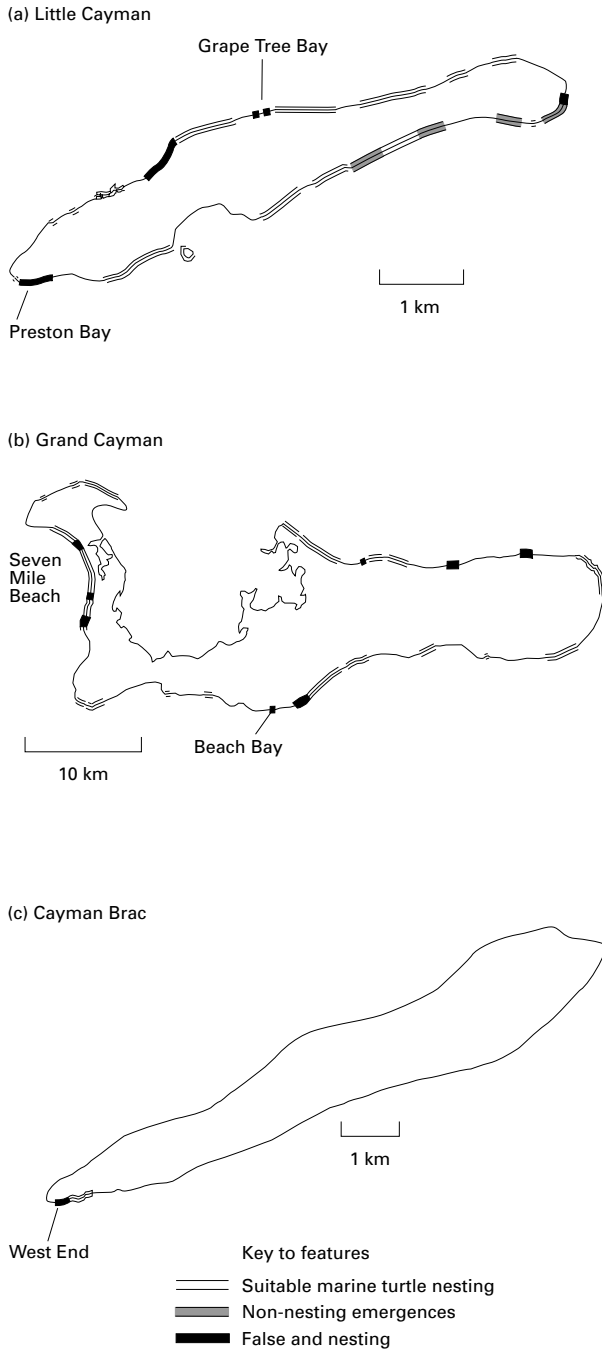 (a) Little Cayman
Grape Tree Bay
1 km
Preston Bay
(b) Grand Cayman
Seven
Mile
Beach
Beach Bay
10 km
(c) Cayman Brac
1 km
West End
Key to features
Suitable marine turtle nesting
Non-nesting emergences
False and nesting